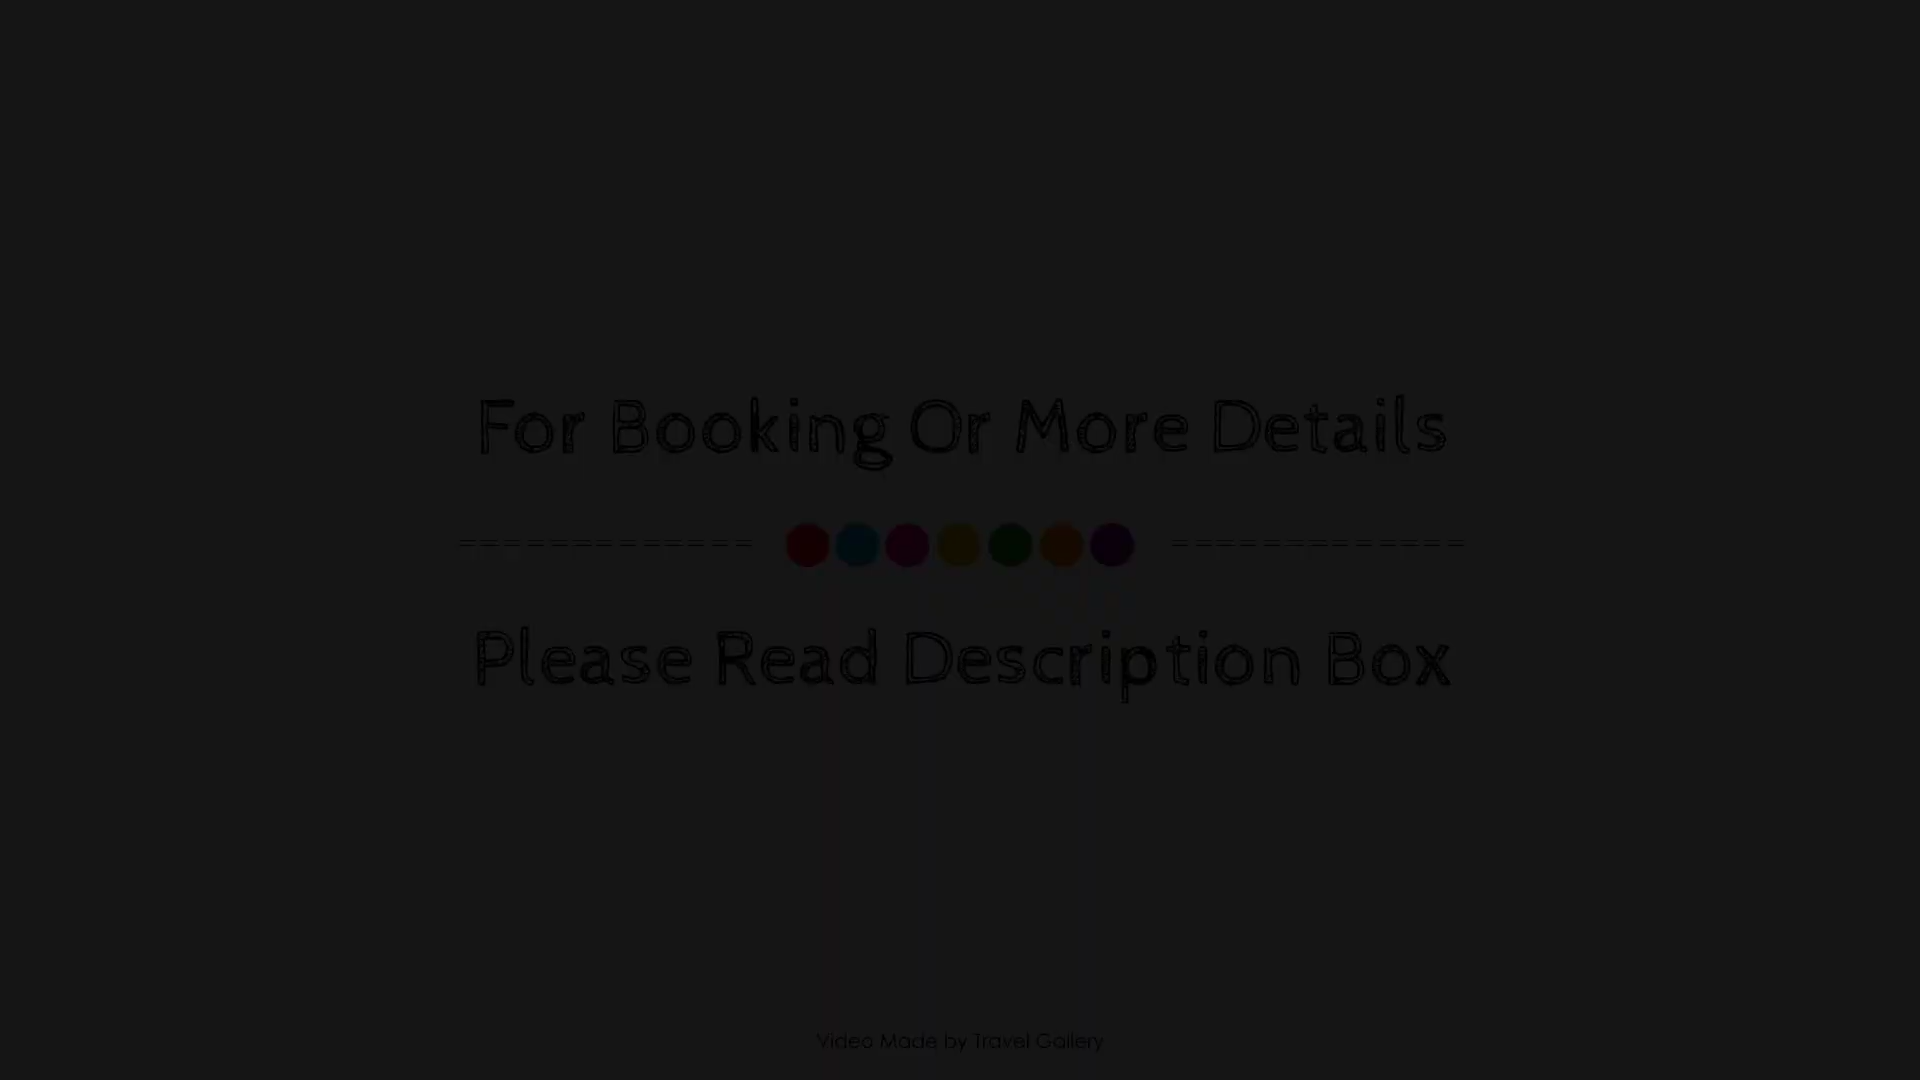 For Booking Or More Details
============= =============
Please Read Description Box
Video Made by Travel Gallery